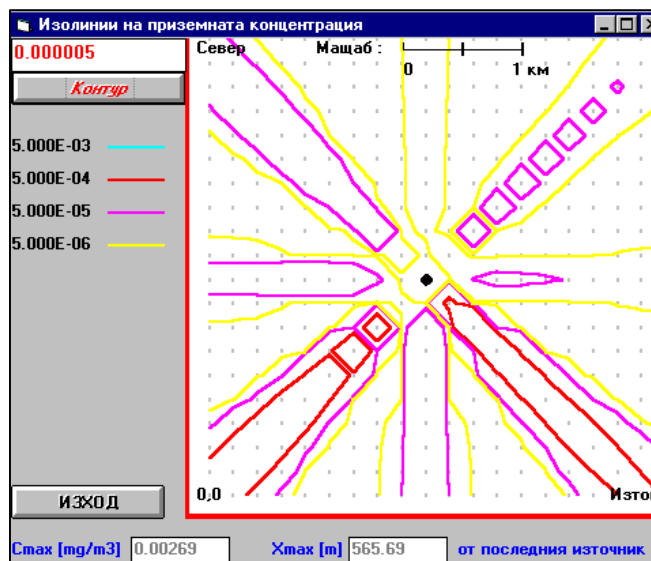 Изолинии на приземната концентрация
0.000005
Север
Мащаб :
0
1 км
Контур
5.000E-03
5.000E-04
5.000E-05
5.000E-06
ИЗХОД
0,0
Изто
Cmax [mg/m3]
0.00269
Xmax [m]
565.69
от последния източник